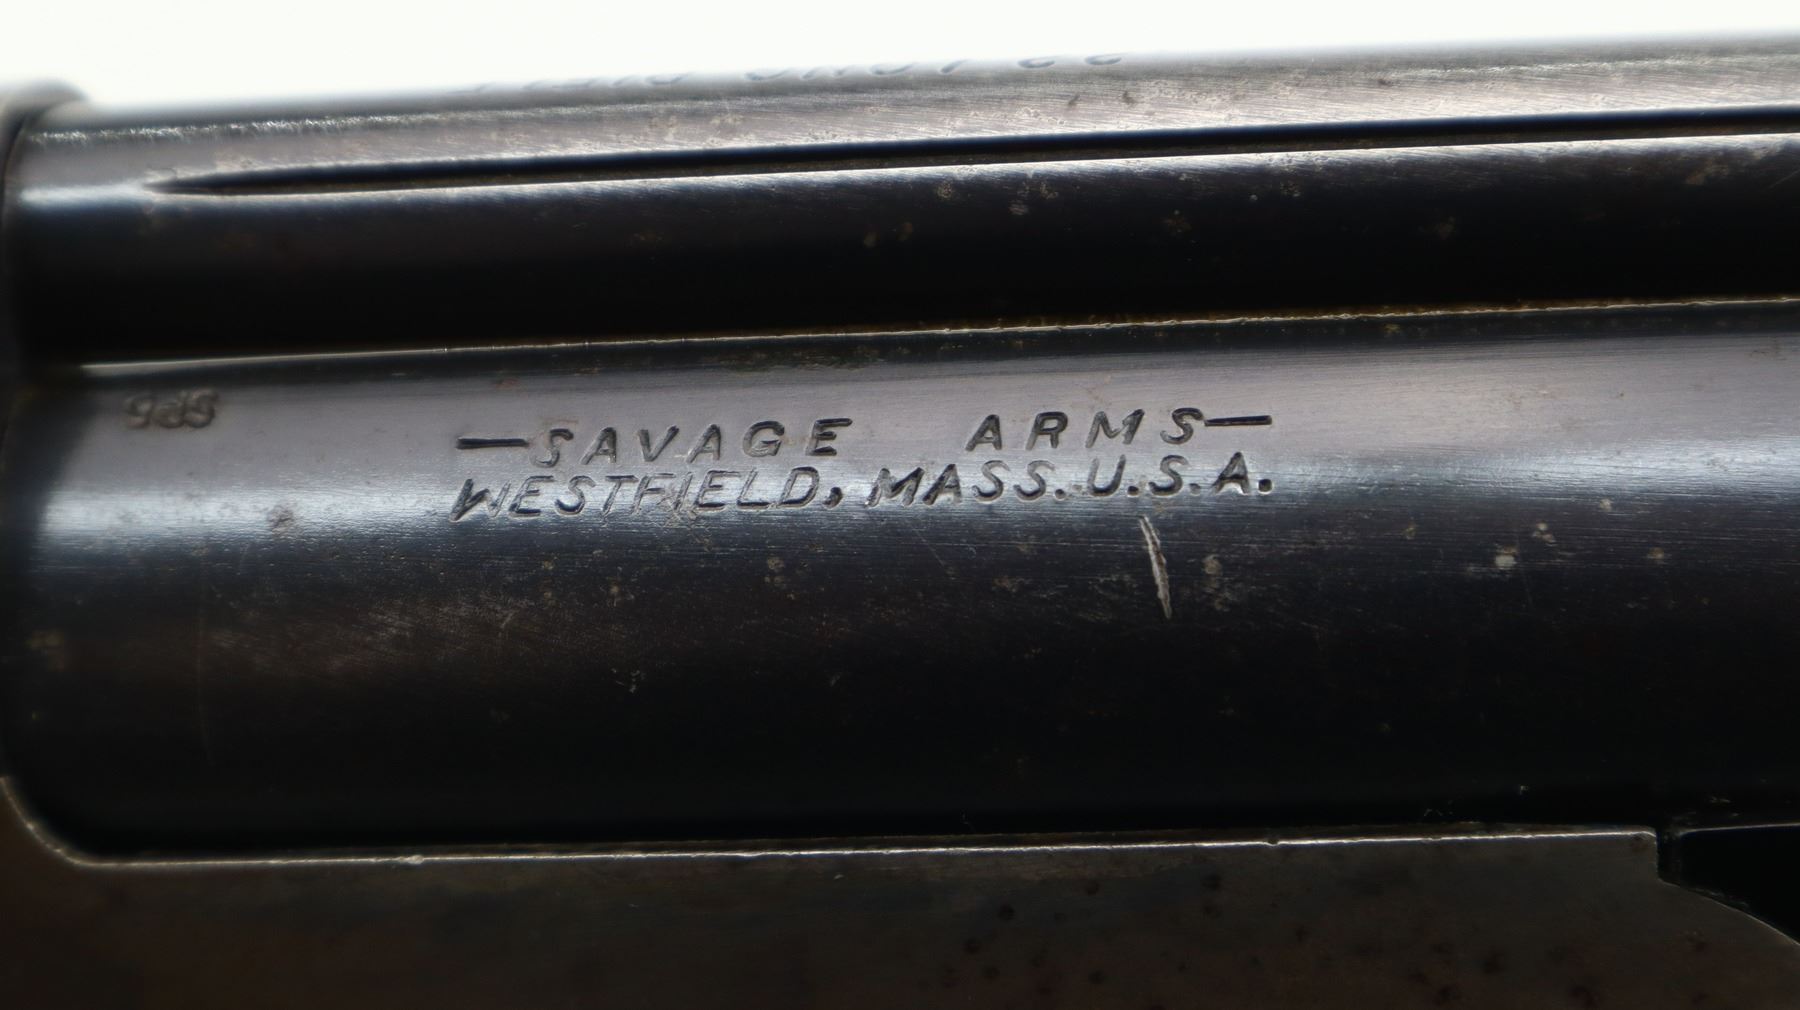 —SAVAGE ARMS—
WESTFIELD, MASS. U.S.A.